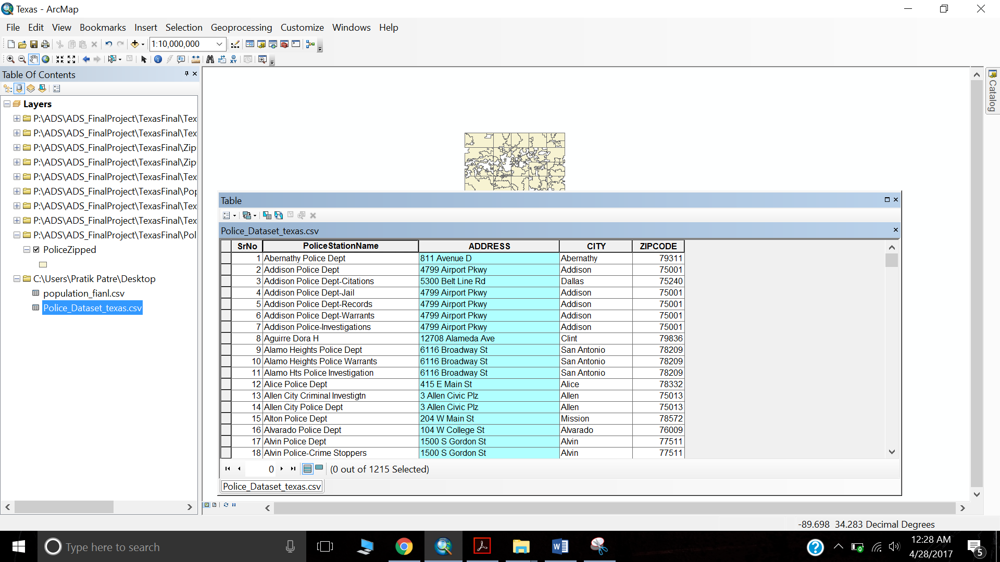 Texas - ArcMap
File Edit View Bookmarks Insert Selection Geoprocessing Customize Windows Help
1:10,000,000
Table Of Contents
Layers
P:\ADS\ADS_FinalProject\TexasFinal\Tex
P:\ADS\ADS_FinalProject\TexasFinal\Tex
P:\ADS\ADS_FinalProject\TexasFinal\Zip
P:\ADS\ADS_FinalProject\TexasFinal\Zip
P:\ADS\ADS_FinalProject\TexasFinal\Tex
P:\ADS\ADS_FinalProject\TexasFinal\Pop
P:\ADS\ADS_FinalProject\TexasFinal\Tex
P:\ADS\ADS_FinalProject\TexasFinal\Tex
P:\ADS\ADS_FinalProject\TexasFinal\Pol
PoliceZipped
C:\Users\Pratik Patre\Desktop
population_fianl.csv
Police_Dataset_texas.csv
Catalog
Table
Police_Dataset_texas.csv
SrNo PoliceStationName ADDRESS CITY ZIPCODE
1 Abernathy Police Dept 811 Avenue D Abernathy 79311
2 Addison Police Dept 4799 Airport Pkwy Addison 75001
3 Addison Police Dept-Citations 5300 Belt Line Rd Dallas 75240
4 Addison Police Dept-Jail 4799 Airport Pkwy Addison 75001
5 Addison Police Dept-Records 4799 Airport Pkwy Addison 75001
6 Addison Police Dept-Warrants 4799 Airport Pkwy Addison 75001
7 Addison Police-Investigations 4799 Airport Pkwy Addison 75001
8 Aguirre Dora H 12708 Alameda Ave Clint 79836
9 Alamo Heights Police Dept 6116 Broadway St San Antonio 78209
10 Alamo Heights Police Warrants 6116 Broadway St San Antonio 78209
11 Alamo Hts Police Investigation 6116 Broadway St San Antonio 78209
12 Alice Police Dept 415 E Main St Alice 78332
13 Allen City Criminal Investigtn 3 Allen Civic Plz Allen 75013
14 Allen City Police Dept 3 Allen Civic Plz Allen 75013
15 Alton Police Dept 204 W Main St Mission 78572
16 Alvarado Police Dept 104 W College St Alvarado 76009
17 Alvin Police Dept 1500 S Gordon St Alvin 77511
18 Alvin Police-Crime Stoppers 1500 S Gordon St Alvin 77511
0 (0 out of 1215 Selected)
Police_Dataset_texas.csv
-89.698 34.283 Decimal Degrees
Type here to search
12:28 AM
4/28/2017
5